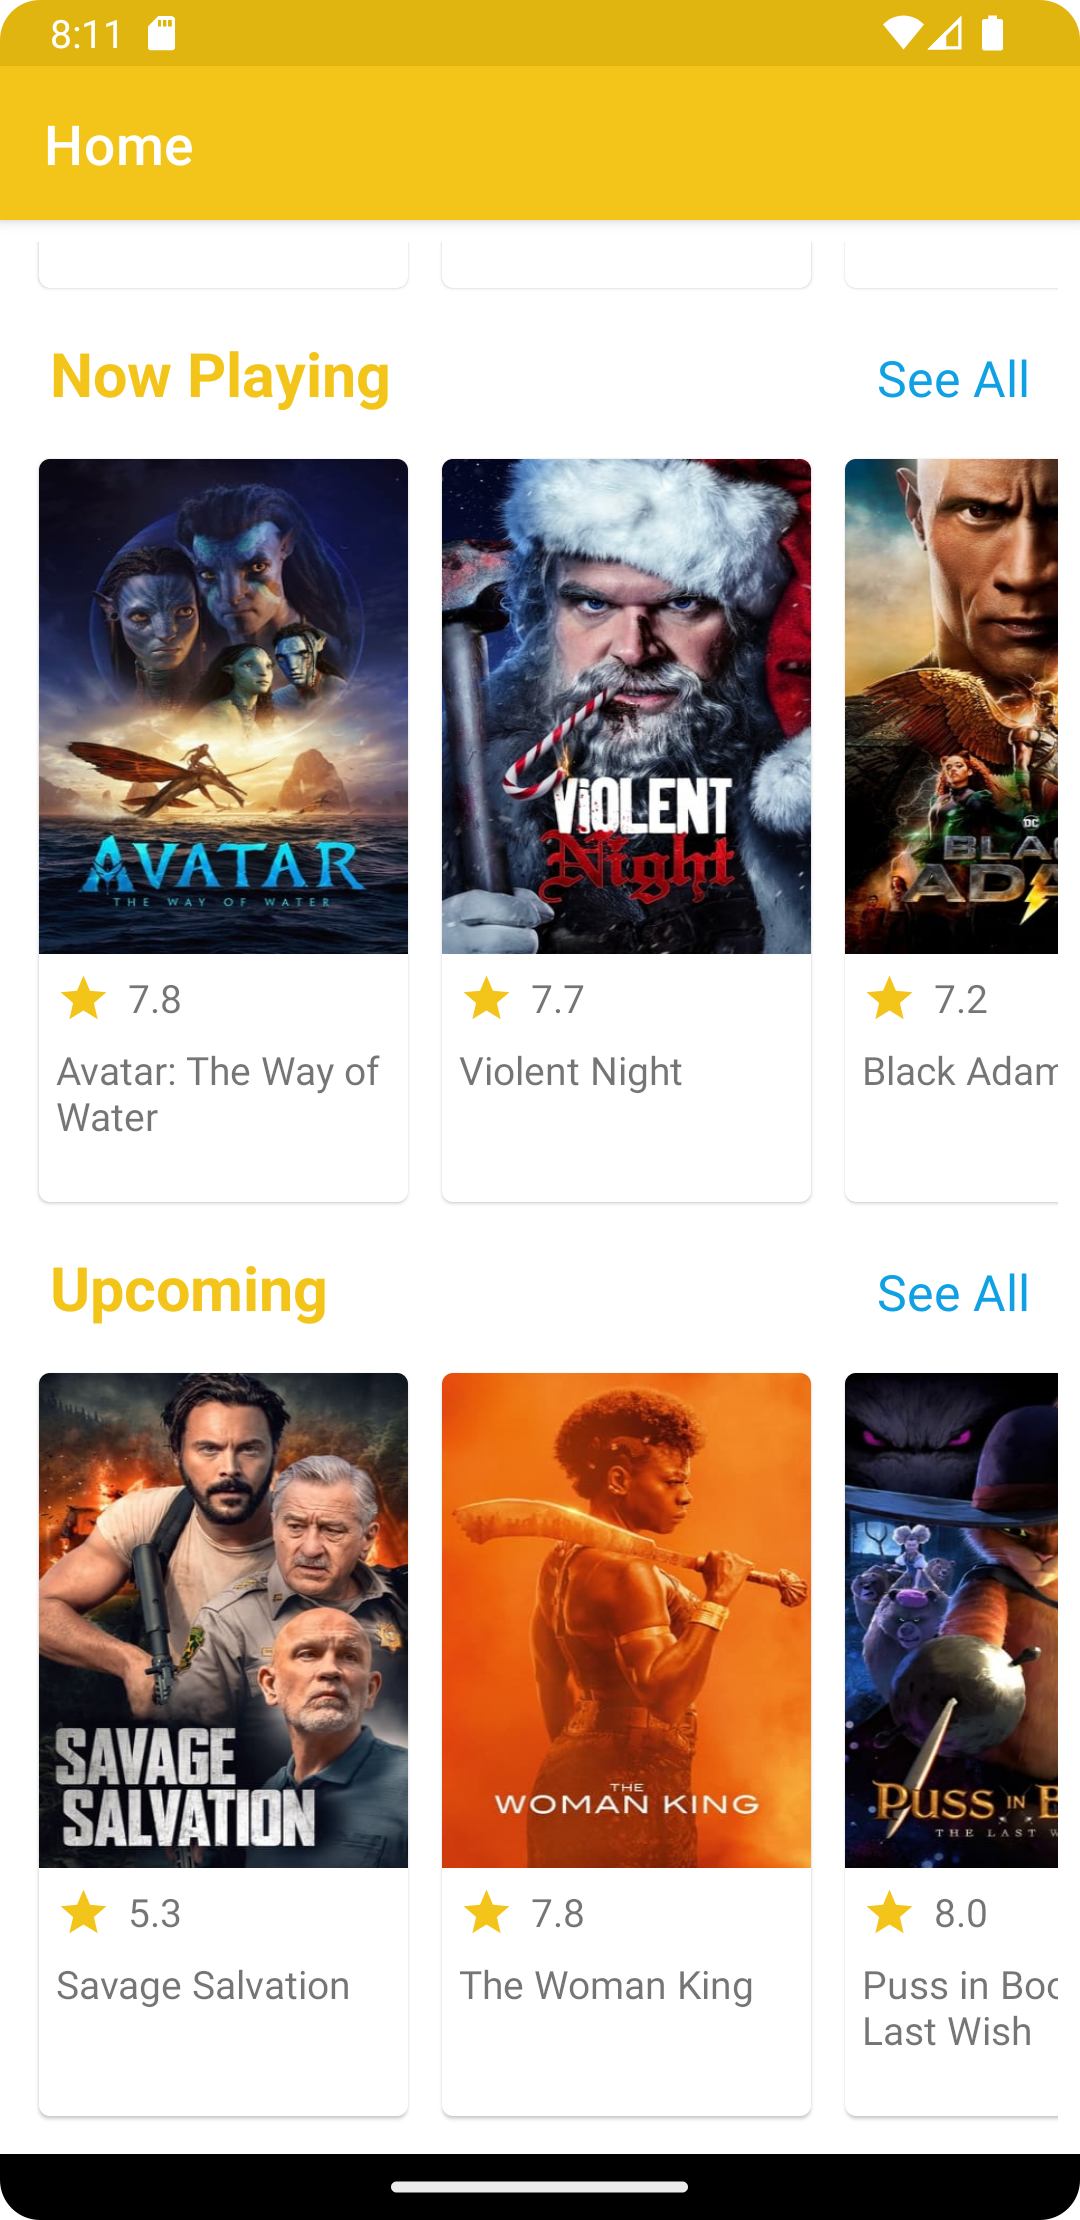 8:11
Home
Now Playing
See All
AVATAR
THE WAY OF WATER
VIOLENT
Night
DC
BLA
ADA
7.8
7.7
7.2
Avatar: The Way of
Water
Violent Night
Black Adam
Upcoming
See All
SAVAGE
SALVATION
THE
WOMAN KING
PUSS IN B
THE LAST W
5.3
7.8
8.0
Savage Salvation
The Woman King
Puss in Boo
Last Wish